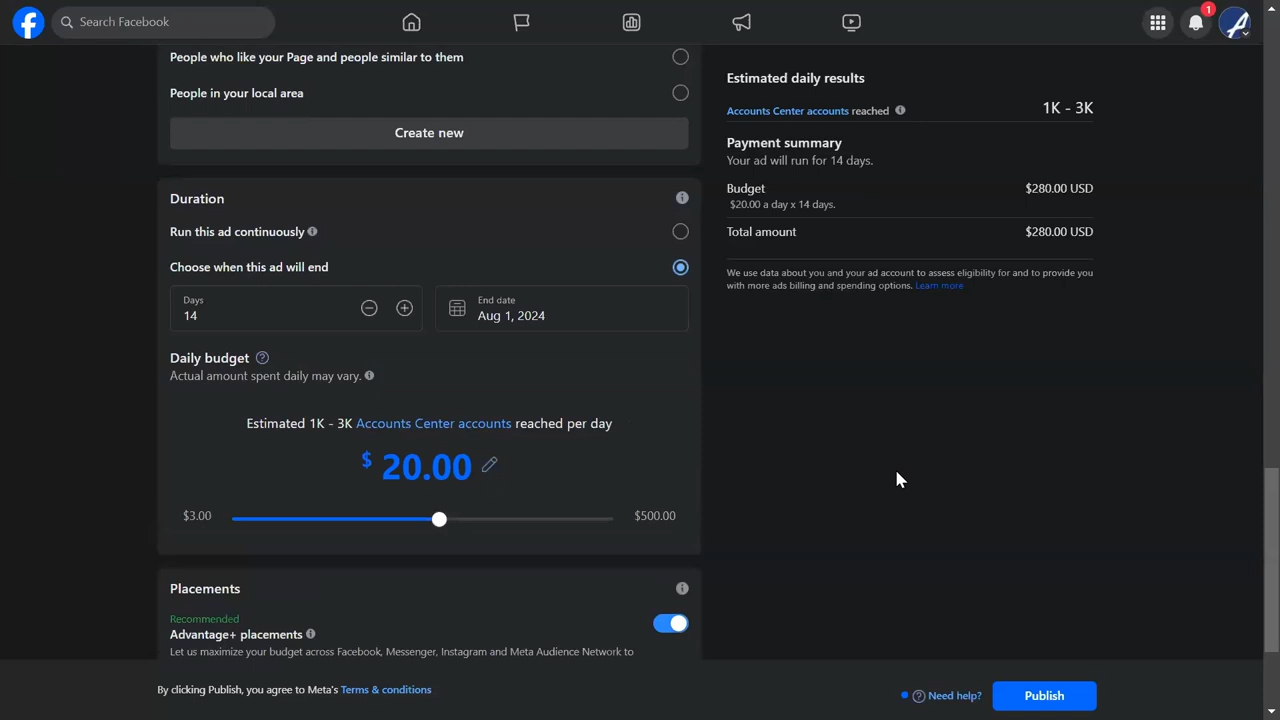 Search Facebook
1
People who like your Page and people similar to them
People in your local area
Create new
Duration
Run this ad continuously
Choose when this ad will end
Days
14
End date
Aug 1, 2024
Daily budget
Actual amount spent daily may vary.
Estimated 1K - 3K Accounts Center accounts reached per day
$ 20.00
$3.00
$500.00
Placements
Recommended
Advantage+ placements
Let us maximize your budget across Facebook, Messenger, Instagram and Meta Audience Network to
Estimated daily results
Accounts Center accounts reached 1K - 3K
Payment summary
Your ad will run for 14 days.
Budget $280.00 USD
$20.00 a day x 14 days.
Total amount $280.00 USD
We use data about you and your ad account to assess eligibility for and to provide you
with more ads billing and spending options. Learn more
By clicking Publish, you agree to Meta's Terms & conditions
Need help?
Publish